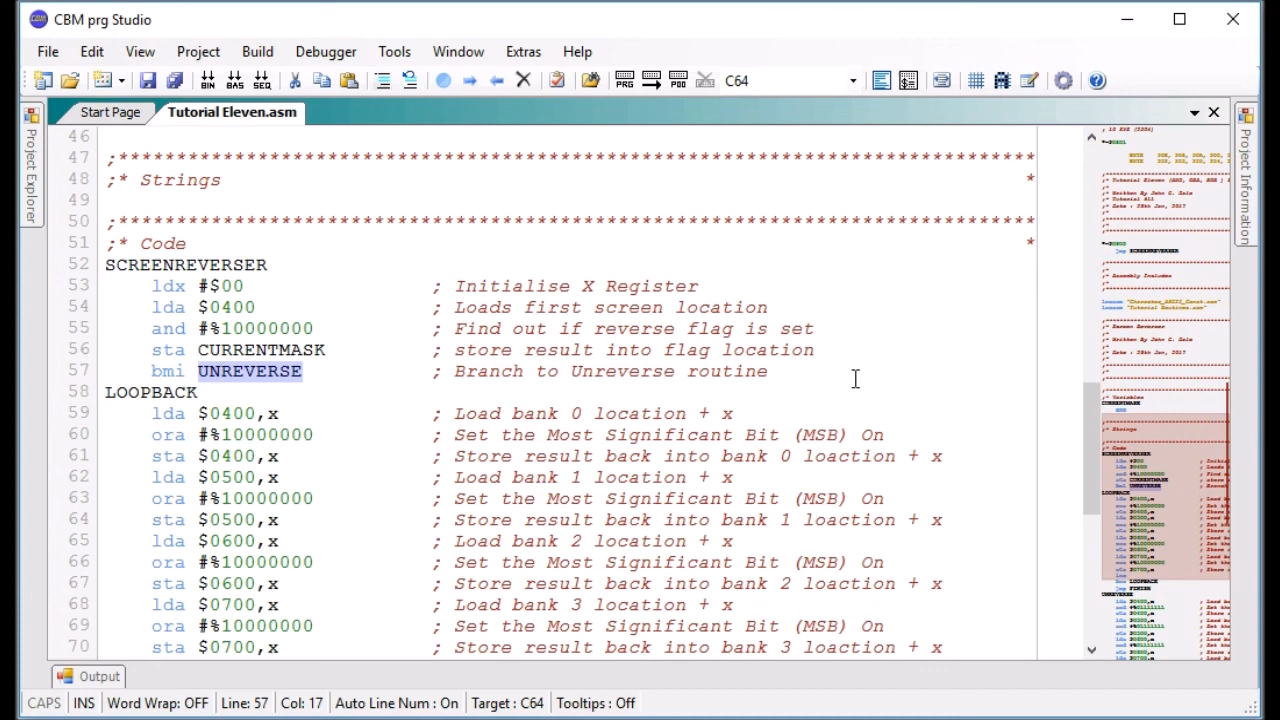 CBM prg Studio
File Edit View Project Build Debugger Tools Window Extras Help
BIN BAS SEQ PRG POD C64
Project Explorer
Start Page Tutorial Eleven.asm
Project Information
46
47 ;*******************************************************************************
48 ;* Strings *
49
50 ;*******************************************************************************
51 ;* Code *
52 SCREENREVERSER
53 ldx #$00 ; Initialise X Register
54 lda $0400 ; Loads first screen location
55 and #%10000000 ; Find out if reverse flag is set
56 sta CURRENTMASK ; store result into flag location
57 bmi UNREVERSE ; Branch to Unreverse routine
58 LOOPBACK
59 lda $0400,x ; Load bank 0 location + x
60 ora #%10000000 ; Set the Most Significant Bit (MSB) On
61 sta $0400,x ; Store result back into bank 0 loaction + x
62 lda $0500,x ; Load bank 1 location + x
63 ora #%10000000 ; Set the Most Significant Bit (MSB) On
64 sta $0500,x ; Store result back into bank 1 loaction + x
65 lda $0600,x ; Load bank 2 location + x
66 ora #%10000000 ; Set the Most Significant Bit (MSB) On
67 sta $0600,x ; Store result back into bank 2 loaction + x
68 lda $0700,x ; Load bank 3 location + x
69 ora #%10000000 ; Set the Most Significant Bit (MSB) On
70 sta $0700,x ; Store result back into bank 3 loaction + x
Output
CAPS INS Word Wrap: OFF Line: 57 Col: 17 Auto Line Num : On Target : C64 Tooltips : Off